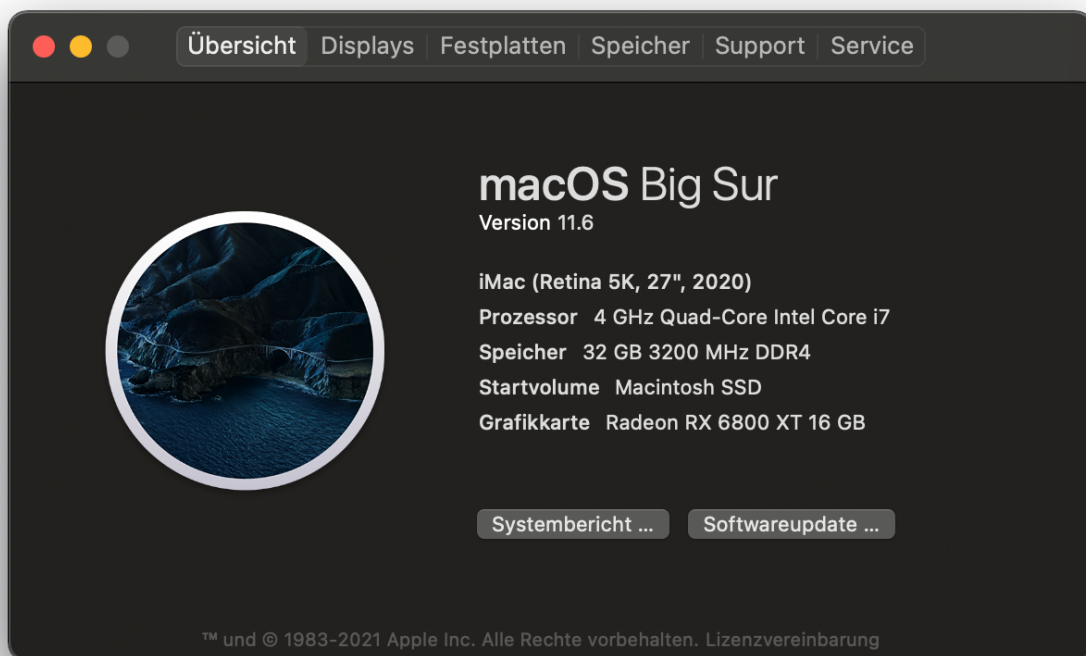 Übersicht Displays Festplatten Speicher Support Service
macOS Big Sur
Version 11.6
iMac (Retina 5K, 27", 2020)
Prozessor 4 GHz Quad-Core Intel Core i7
Speicher 32 GB 3200 MHz DDR4
Startvolume Macintosh SSD
Grafikkarte Radeon RX 6800 XT 16 GB
Systembericht ... Softwareupdate ...
™ und © 1983-2021 Apple Inc. Alle Rechte vorbehalten. Lizenzvereinbarung